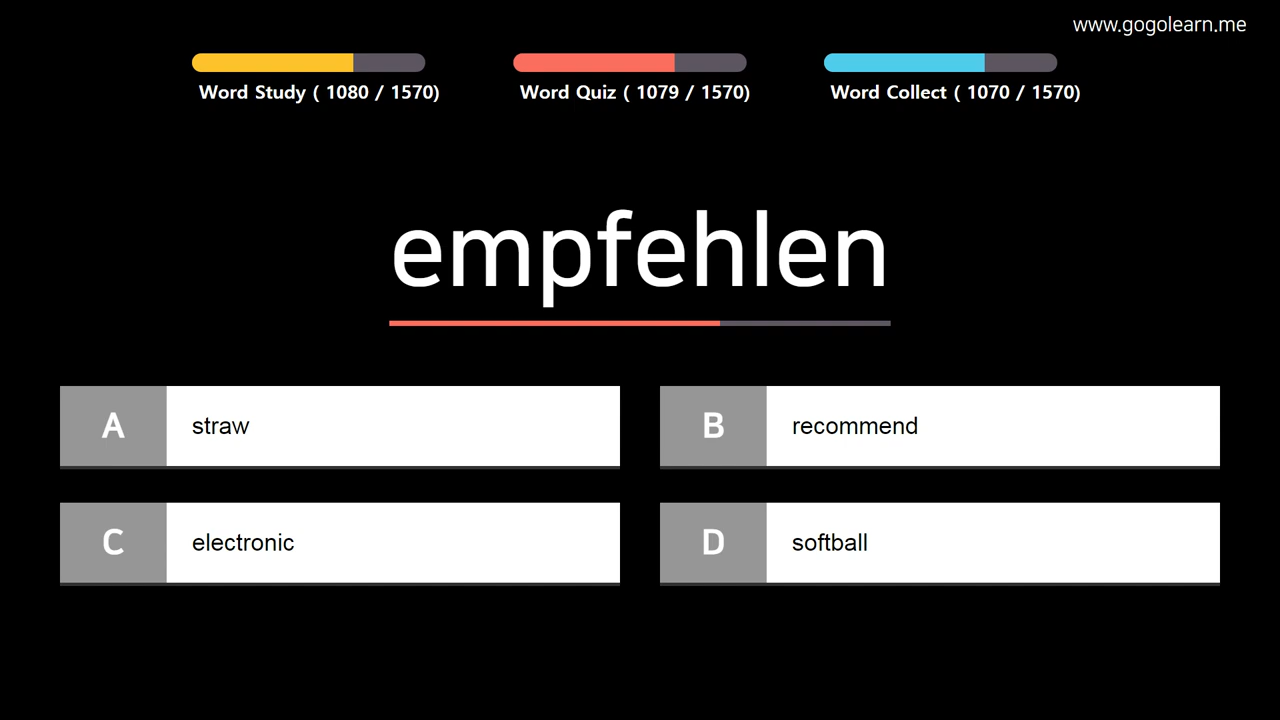 www.gogolearn.me
Word Study ( 1080 / 1570)
Word Quiz ( 1079 / 1570)
Word Collect ( 1070 / 1570)
empfehlen
A straw
B recommend
C electronic
D softball